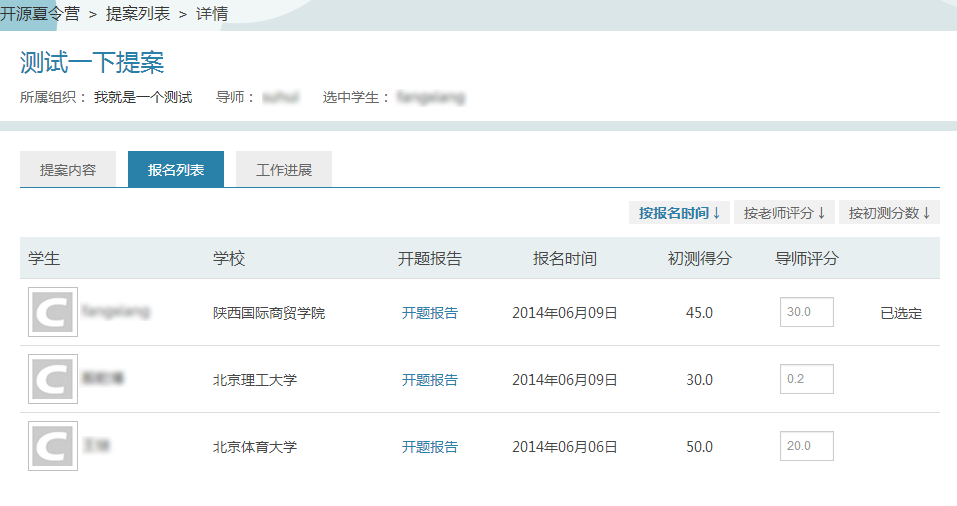 开源夏令营 > 提案列表 > 详情
测试一下提案
所属组织： 我就是一个测试 导师： 选中学生：
提案内容 报名列表 工作进展
按报名时间↓ 按老师评分↓ 按初测分数↓
学生 学校 开题报告 报名时间 初测得分 导师评分
陕西国际商贸学院 开题报告 2014年06月09日 45.0 30.0 已选定
北京理工大学 开题报告 2014年06月09日 30.0 0.2
北京体育大学 开题报告 2014年06月06日 50.0 20.0